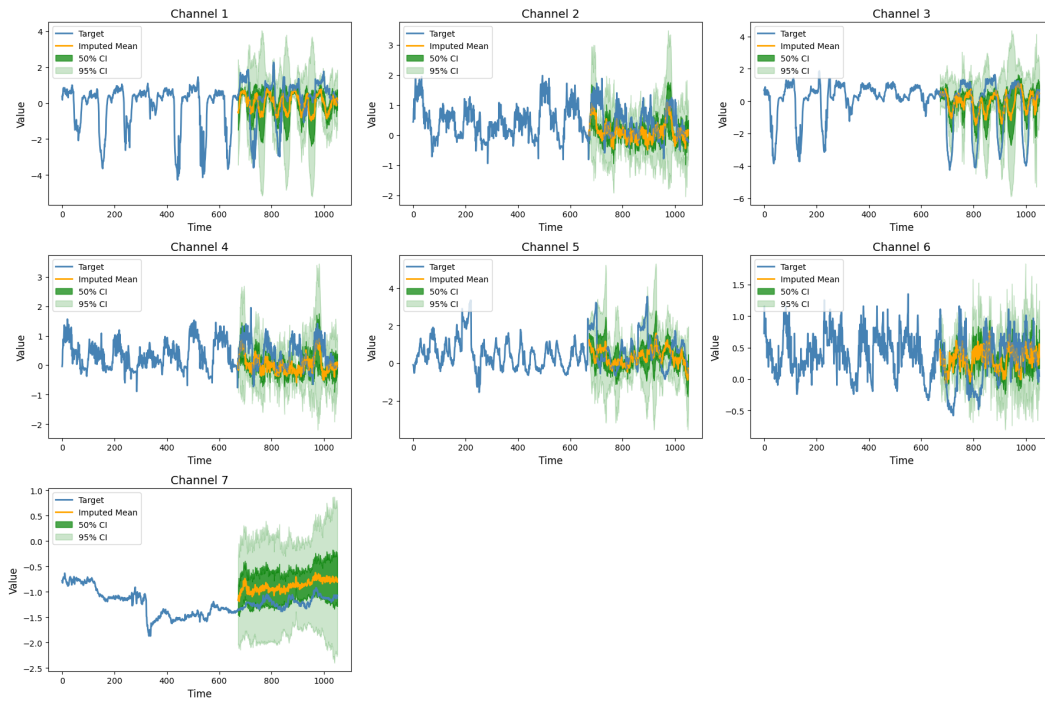 Channel 1
Target
Imputed Mean
50% CI
95% CI
4
2
0
−2
−4
Value
0 200 400 600 800 1000
Time
Channel 2
Target
Imputed Mean
50% CI
95% CI
3
2
1
0
−1
−2
Value
0 200 400 600 800 1000
Time
Channel 3
Target
Imputed Mean
50% CI
95% CI
4
2
0
−2
−4
−6
Value
0 200 400 600 800 1000
Time
Channel 4
Target
Imputed Mean
50% CI
95% CI
3
2
1
0
−1
−2
Value
0 200 400 600 800 1000
Time
Channel 5
Target
Imputed Mean
50% CI
95% CI
4
2
0
−2
Value
0 200 400 600 800 1000
Time
Channel 6
Target
Imputed Mean
50% CI
95% CI
1.5
1.0
0.5
0.0
−0.5
Value
0 200 400 600 800 1000
Time
Channel 7
Target
Imputed Mean
50% CI
95% CI
1.0
0.5
0.0
−0.5
−1.0
−1.5
−2.0
−2.5
Value
0 200 400 600 800 1000
Time